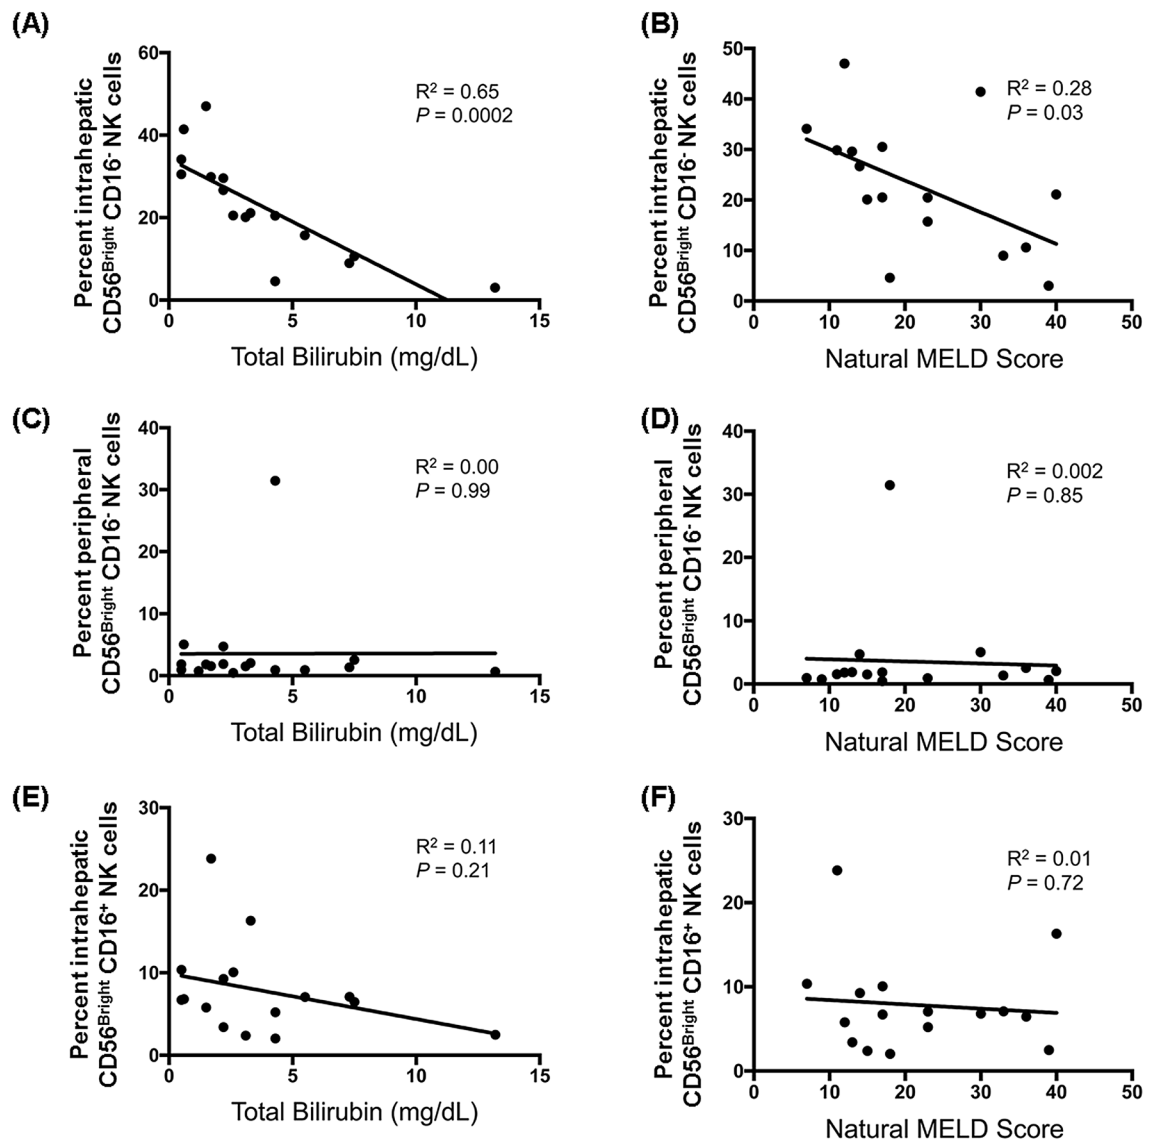 (A)
Percent intrahepatic
CD56Bright CD16- NK cells
60
40
20
0
R2 = 0.65
P = 0.0002
0 5 10 15
Total Bilirubin (mg/dL)
(B)
Percent intrahepatic
CD56Bright CD16- NK cells
50
40
30
20
10
0
R2 = 0.28
P = 0.03
0 10 20 30 40 50
Natural MELD Score
(C)
Percent peripheral
CD56Bright CD16- NK cells
40
30
20
10
0
R2 = 0.00
P = 0.99
0 5 10 15
Total Bilirubin (mg/dL)
(D)
Percent peripheral
CD56Bright CD16- NK cells
40
30
20
10
0
R2 = 0.002
P = 0.85
0 10 20 30 40 50
Natural MELD Score
(E)
Percent intrahepatic
CD56Bright CD16+ NK cells
30
20
10
0
R2 = 0.11
P = 0.21
0 5 10 15
Total Bilirubin (mg/dL)
(F)
Percent intrahepatic
CD56Bright CD16+ NK cells
30
20
10
0
R2 = 0.01
P = 0.72
0 10 20 30 40 50
Natural MELD Score